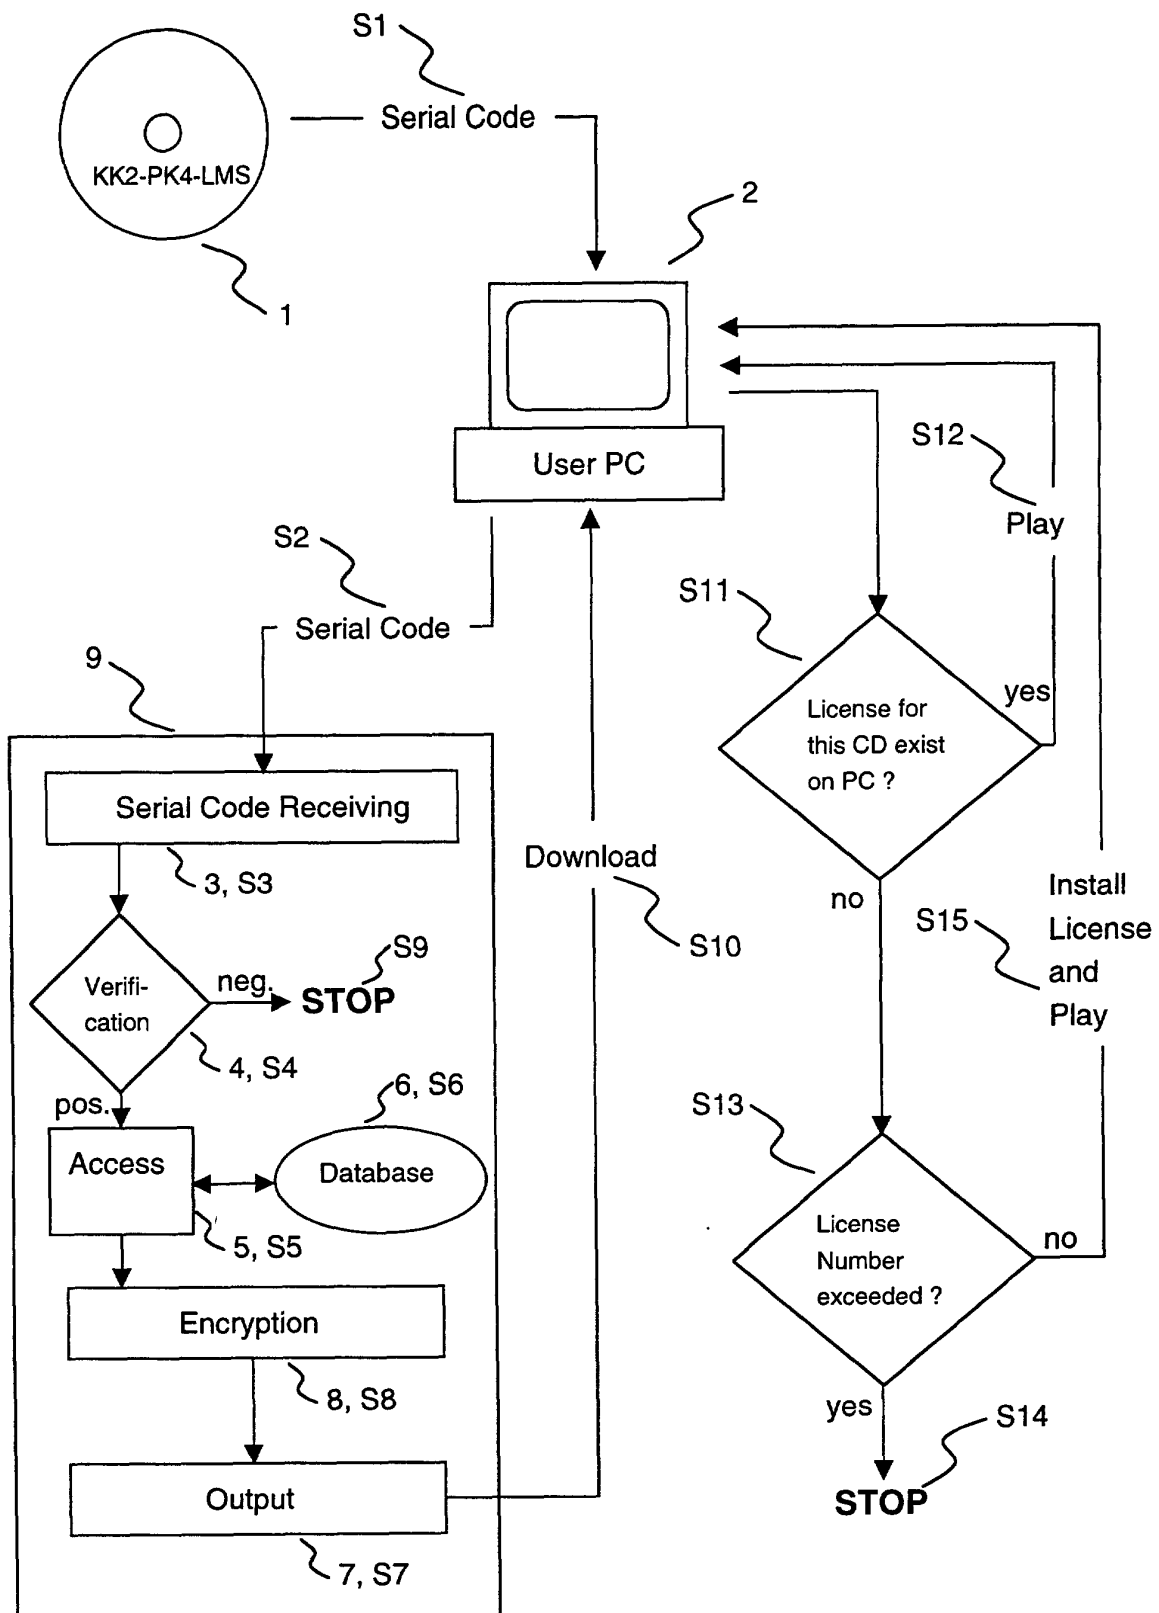 S1
Serial Code
KK2-PK4-LMS
1
2
User PC
S12
Play
S2
Serial Code
S11
9
License for
this CD exist
on PC ?
yes
no
Serial Code Receiving
3, S3
Download
S10
Install
License
and
Play
S15
Verifi-
cation
neg.
S9
STOP
4, S4
pos.
6, S6
Access
Database
5, S5
S13
License
Number
exceeded ?
no
yes
Encryption
8, S8
S14
STOP
Output
7, S7